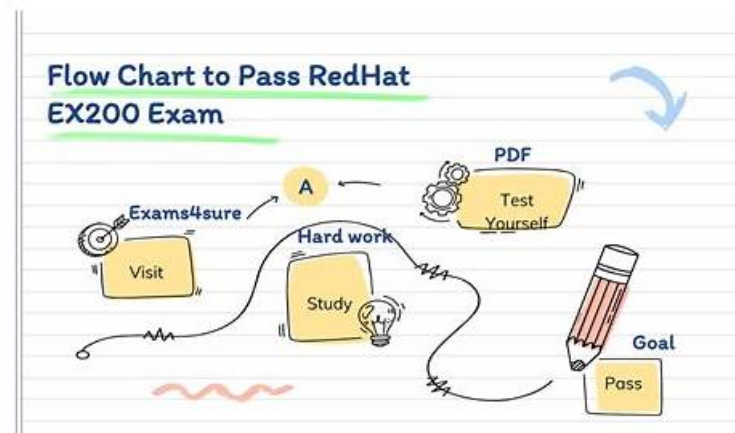 Flow Chart to Pass RedHat
EX200 Exam
PDF
A
Test
Yourself
Exams4sure
Hard work
Visit
Study
Goal
Pass